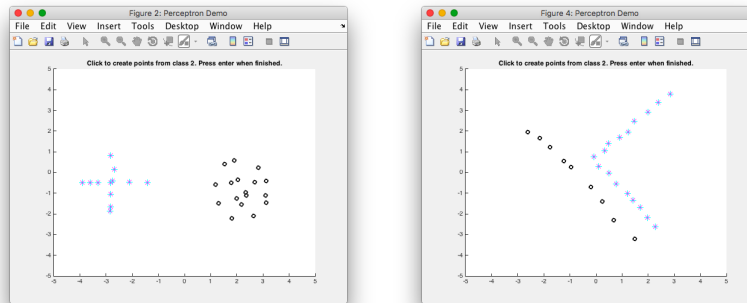 Figure 2: Perceptron Demo
File Edit View Insert Tools Desktop Window Help
Click to create points from class 2. Press enter when finished.
5
4
3
2
1
0
-1
-2
-3
-4
-5
-5 -4 -3 -2 -1 0 1 2 3 4 5
Figure 4: Perceptron Demo
File Edit View Insert Tools Desktop Window Help
Click to create points from class 2. Press enter when finished.
5
4
3
2
1
0
-1
-2
-3
-4
-5
-5 -4 -3 -2 -1 0 1 2 3 4 5